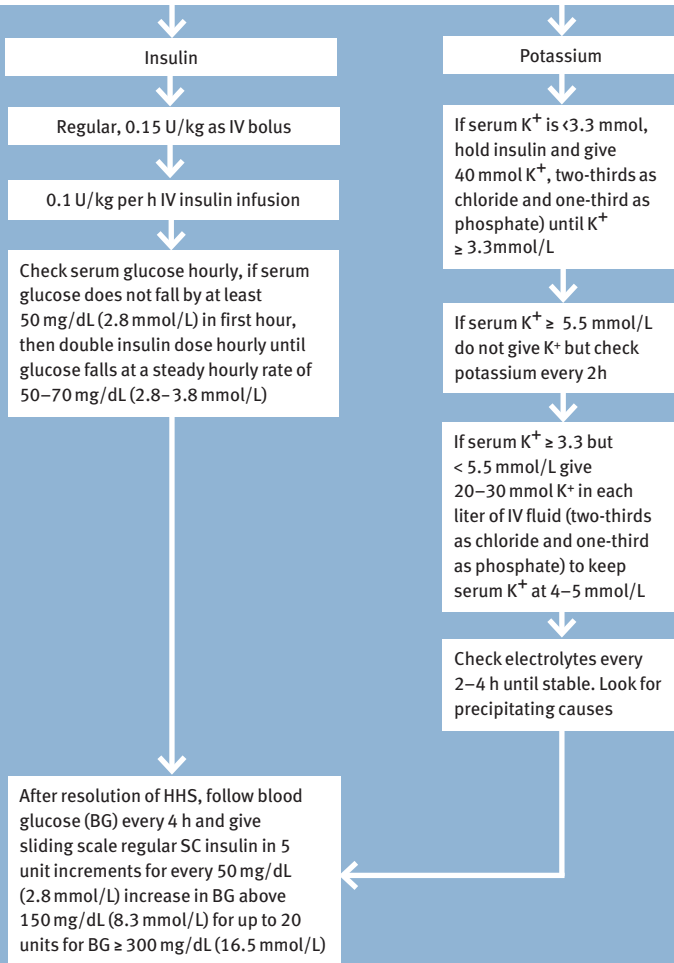 Insulin
Regular, 0.15 U/kg as IV bolus
0.1 U/kg per h IV insulin infusion
Check serum glucose hourly, if serum
glucose does not fall by at least
50 mg/dL (2.8 mmol/L) in first hour,
then double insulin dose hourly until
glucose falls at a steady hourly rate of
50–70 mg/dL (2.8–3.8 mmol/L)
Potassium
If serum K+ is <3.3 mmol,
hold insulin and give
40 mmol K+, two-thirds as
chloride and one-third as
phosphate) until K+
≥ 3.3mmol/L
If serum K+ ≥ 5.5 mmol/L
do not give K+ but check
potassium every 2h
If serum K+ ≥ 3.3 but
< 5.5 mmol/L give
20–30 mmol K+ in each
liter of IV fluid (two-thirds
as chloride and one-third
as phosphate) to keep
serum K+ at 4–5 mmol/L
Check electrolytes every
2–4 h until stable. Look for
precipitating causes
After resolution of HHS, follow blood
glucose (BG) every 4 h and give
sliding scale regular SC insulin in 5
unit increments for every 50 mg/dL
(2.8 mmol/L) increase in BG above
150 mg/dL (8.3 mmol/L) for up to 20
units for BG ≥ 300 mg/dL (16.5 mmol/L)